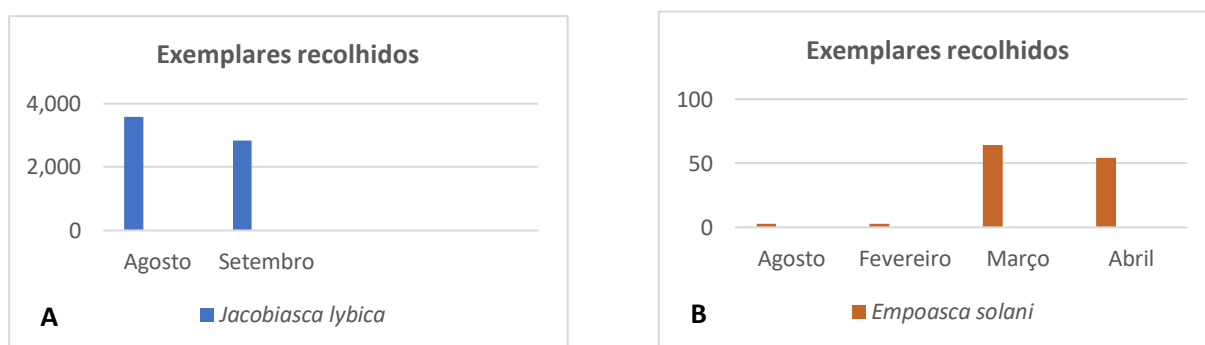 Exemplares recolhidos
4,000
2,000
0
Agosto Setembro
Jacobiasca lybica
A
Exemplares recolhidos
100
50
0
Agosto Fevereiro Março Abril
Empoasca solani
B